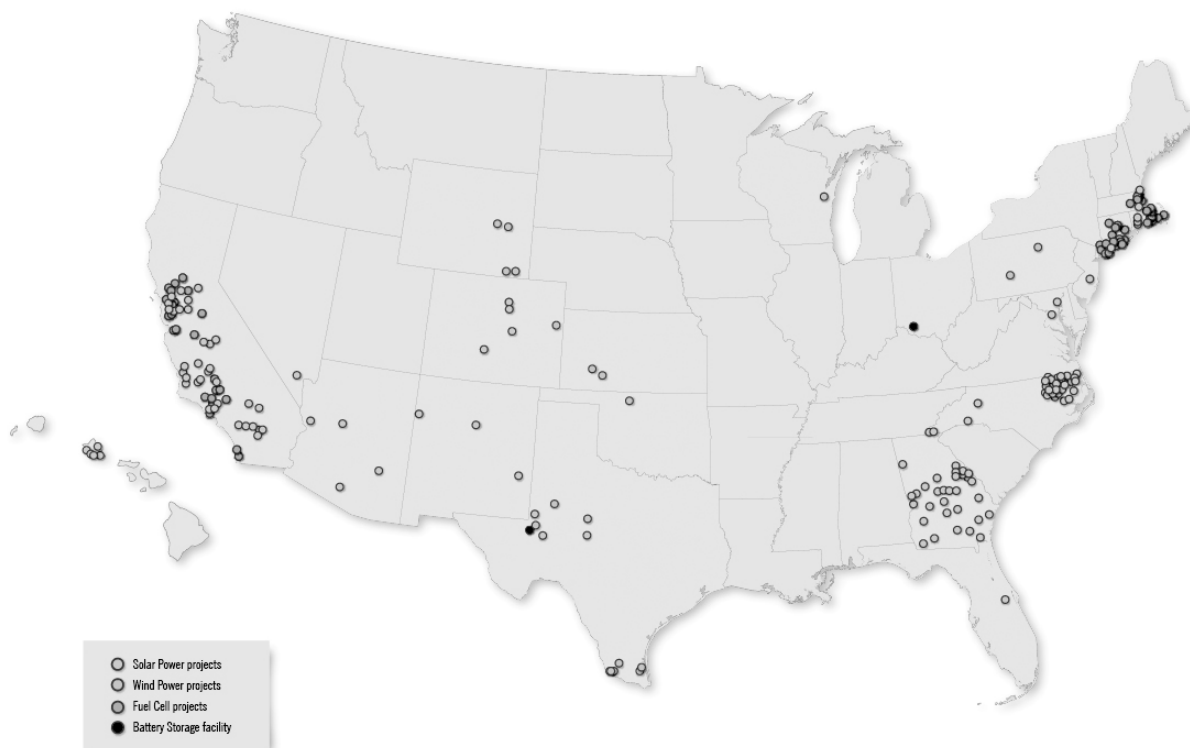 Solar Power projects
Wind Power projects
Fuel Cell projects
Battery Storage facility